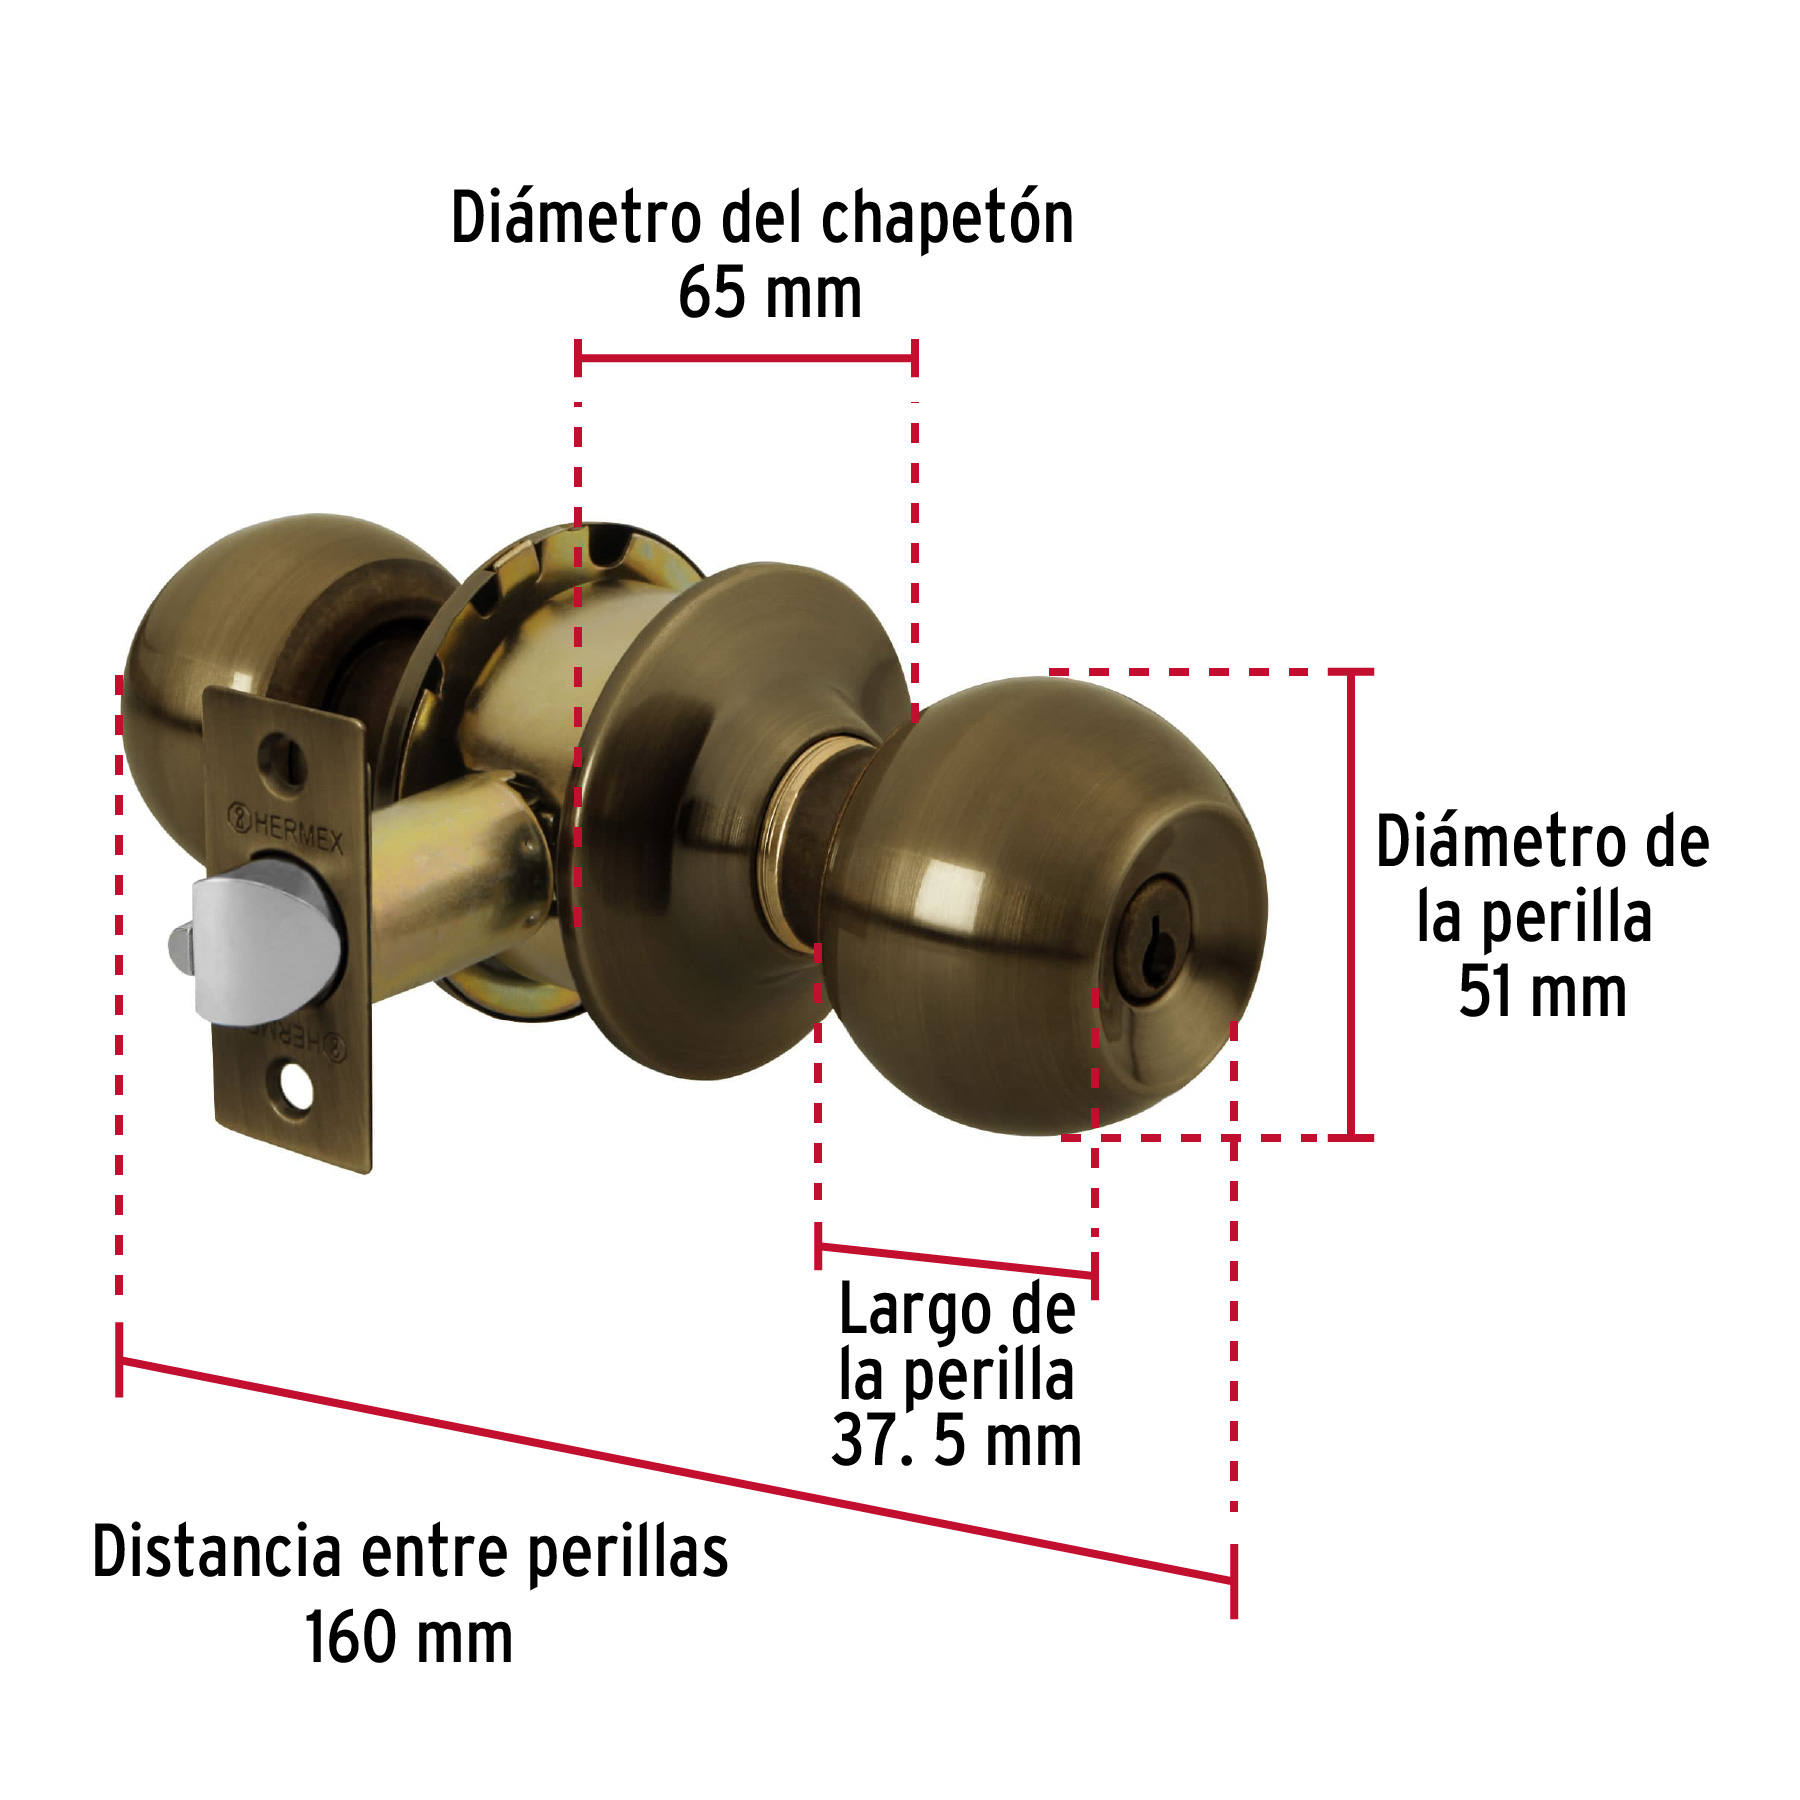 Diámetro del chapetón
65 mm
HERMEX
HERMEX
Diámetro de
la perilla
51 mm
Largo de
la perilla
37. 5 mm
Distancia entre perillas
160 mm